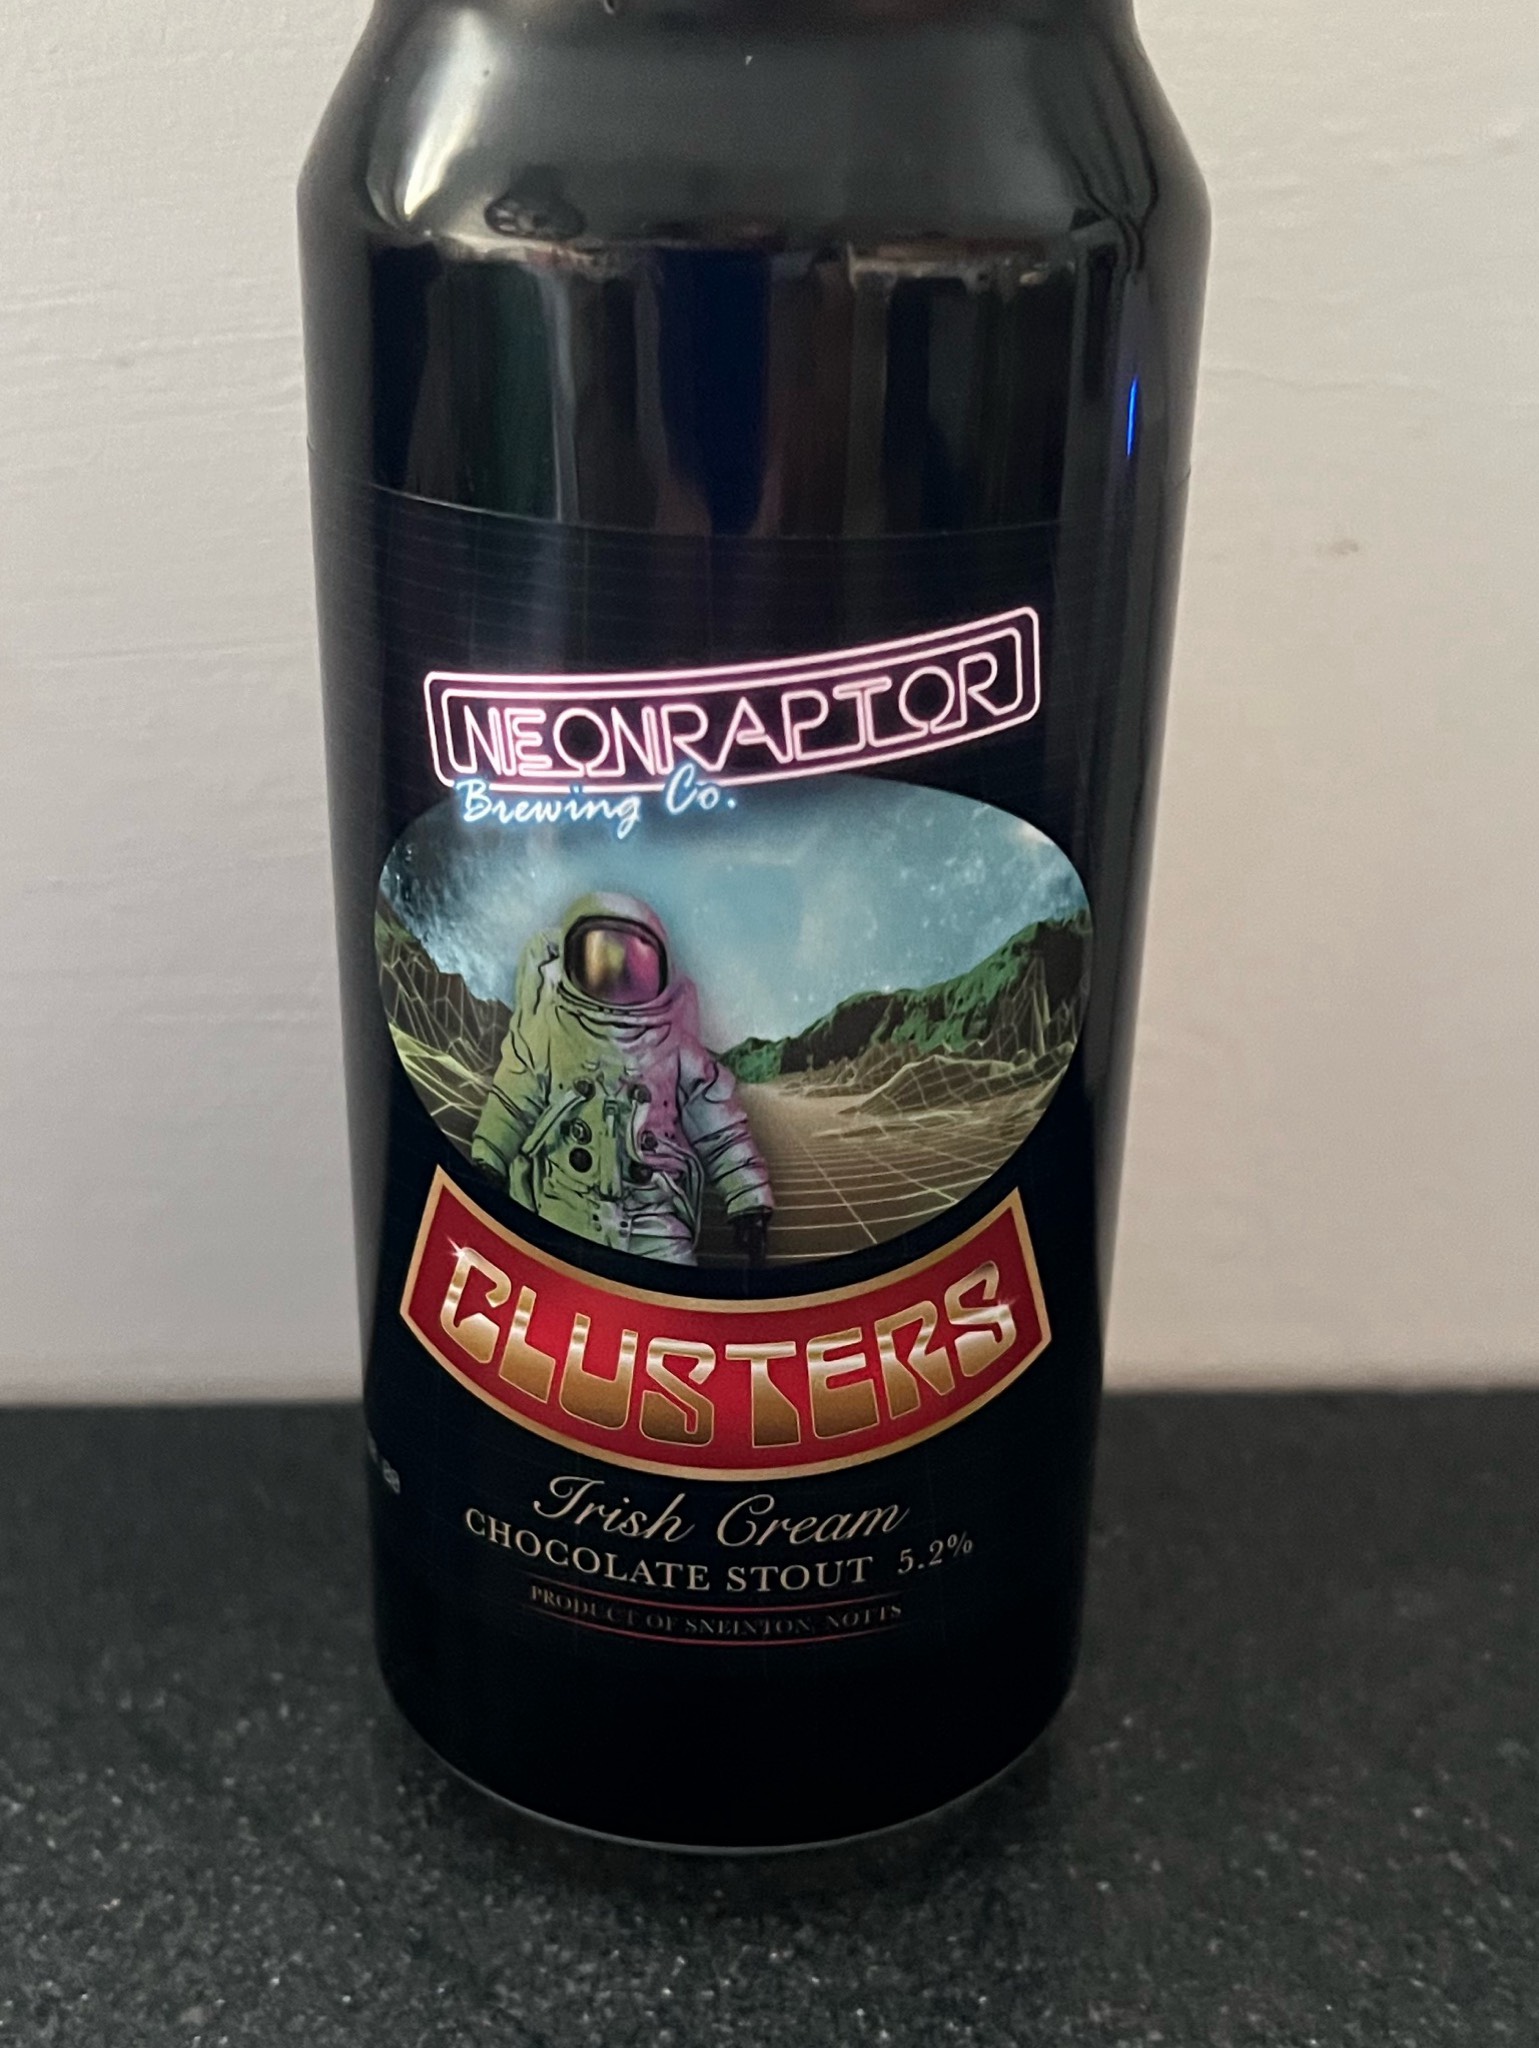 NEONRAPTOR
Brewing Co.
CLUSTERS
Irish Cream
CHOCOLATE STOUT 5.2%
PRODUCT OF SNEINTON, NOTTS